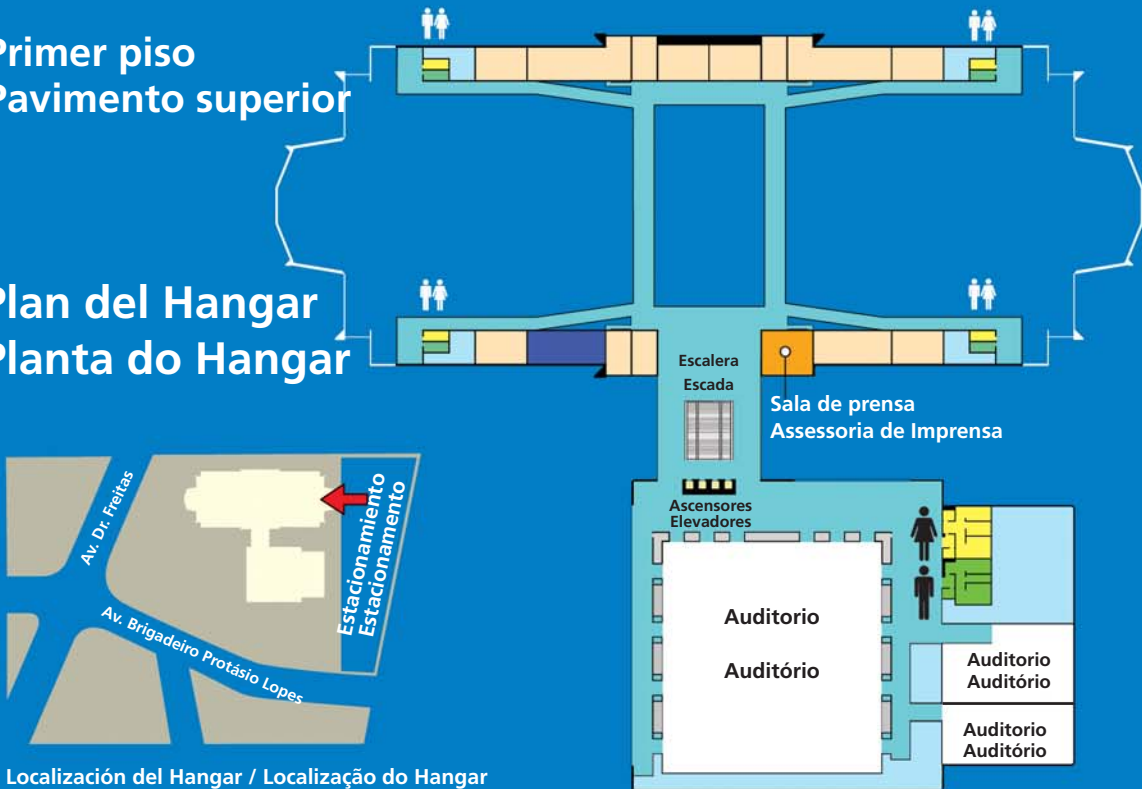 Primer piso
Pavimento superior
Plan del Hangar
Planta do Hangar
Escalera
Escada
Sala de prensa
Assessoria de Imprensa
Ascensores
Elevadores
Auditorio
Auditório
Auditorio
Auditório
Auditorio
Auditório
Av. Dr. Freitas
Estacionamiento
Estacionamento
Av. Brigadeiro Protásio Lopes
Localización del Hangar / Localização do Hangar